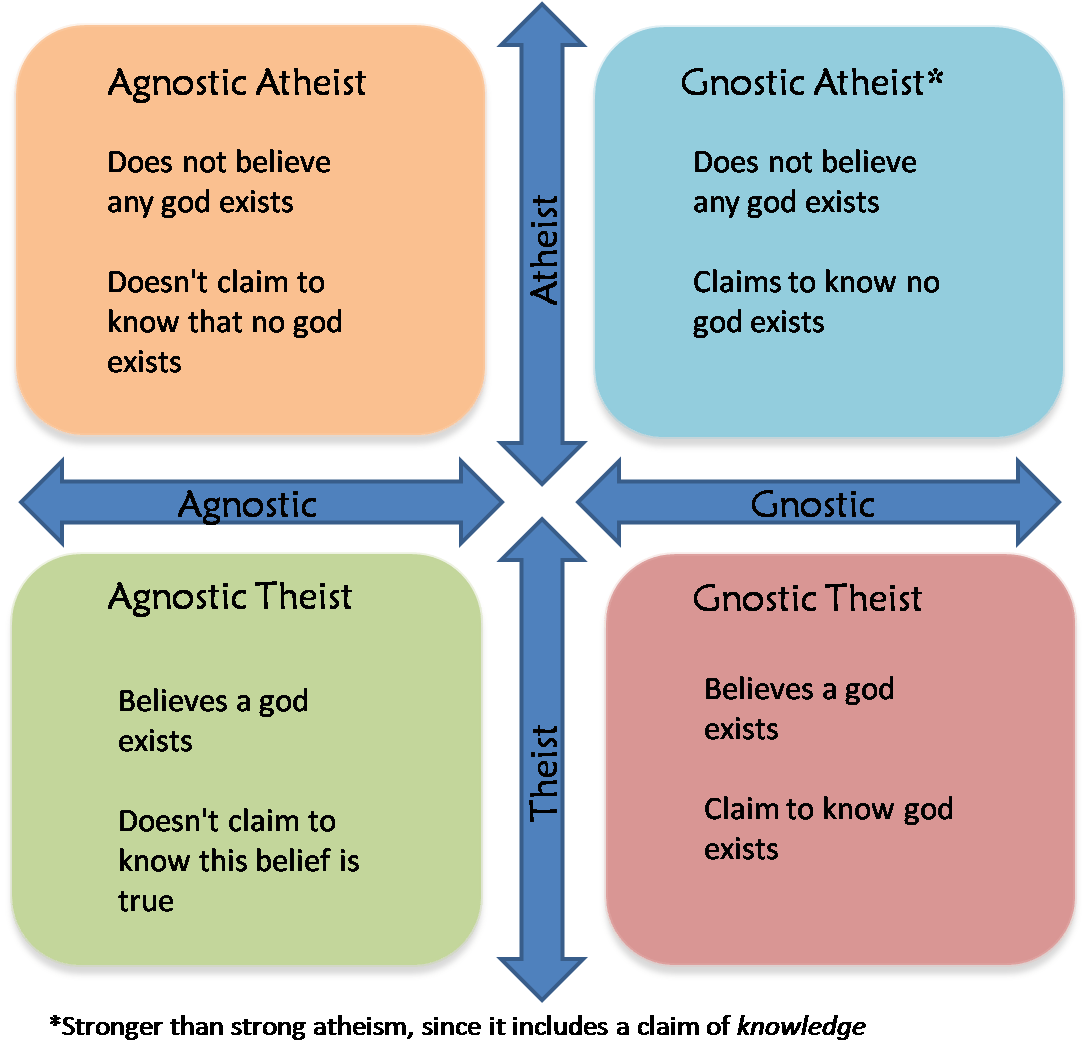 Agnostic Atheist
Does not believe
any god exists
Doesn't claim to
know that no god
exists
Gnostic Atheist*
Does not believe
any god exists
Claims to know no
god exists
Atheist
Agnostic
Gnostic
Agnostic Theist
Believes a god
exists
Doesn't claim to
know this belief is
true
Theist
Gnostic Theist
Believes a god
exists
Claim to know god
exists
*Stronger than strong atheism, since it includes a claim of knowledge